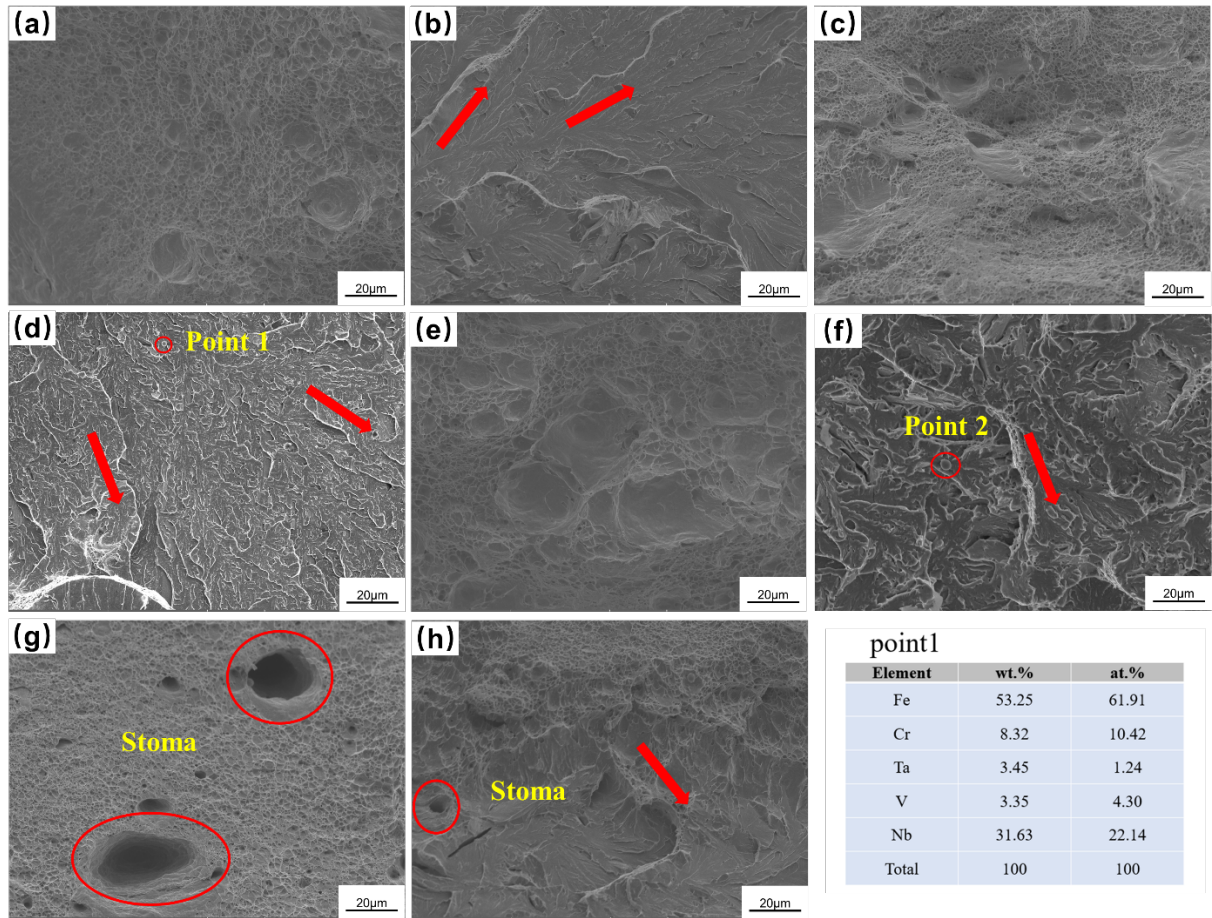 (a)
(b)
(c)
20μm
20μm
20μm
(d)
Point 1
(e)
(f)
Point 2
20μm
20μm
20μm
(g)
Stoma
(h)
Stoma
20μm
20μm
point1
Element wt.% at.%
Fe 53.25 61.91
Cr 8.32 10.42
Ta 3.45 1.24
V 3.35 4.30
Nb 31.63 22.14
Total 100 100